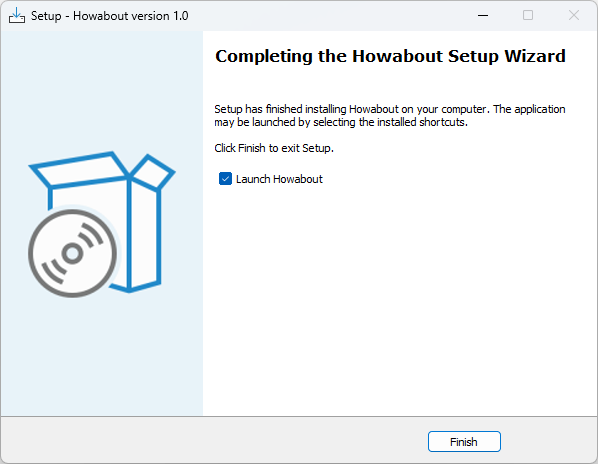 Setup - Howabout version 1.0
Completing the Howabout Setup Wizard
Setup has finished installing Howabout on your computer. The application
may be launched by selecting the installed shortcuts.
Click Finish to exit Setup.
Launch Howabout
Finish